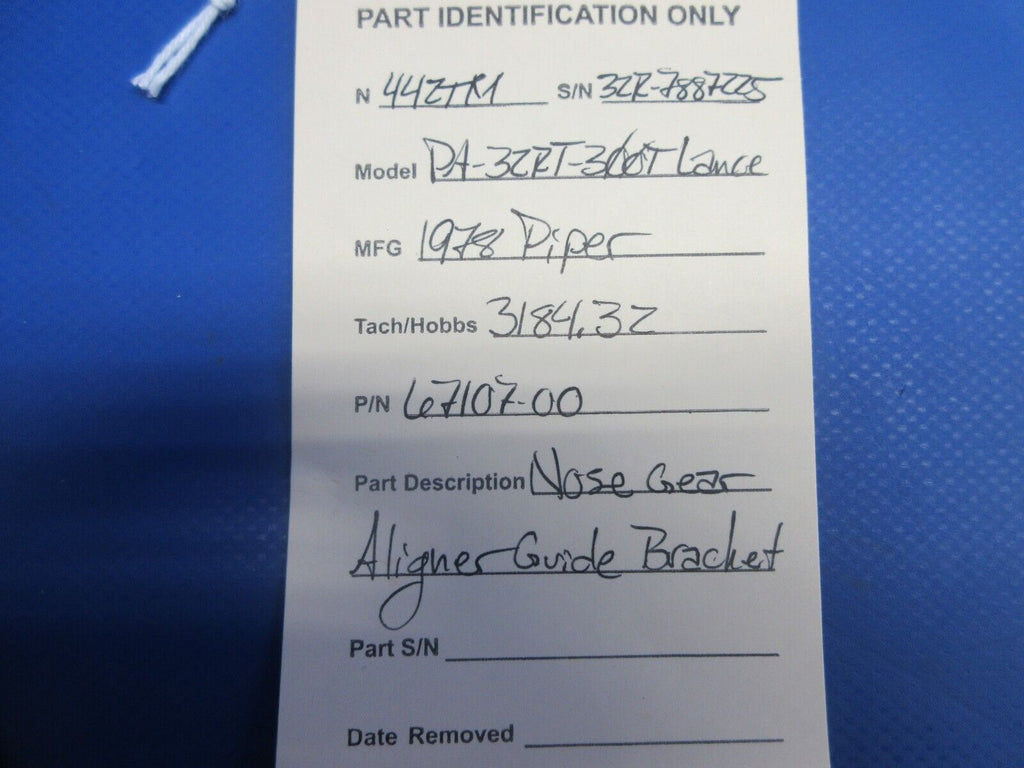 PART IDENTIFICATION ONLY
N 442TM S/N 32R-7887225
Model PA-32RT-300T Lance
MFG 1978 Piper
Tach/Hobbs 3184.32
P/N 67107-00
Part Description Nose Gear
Aligner Guide Bracket
Part S/N
Date Removed